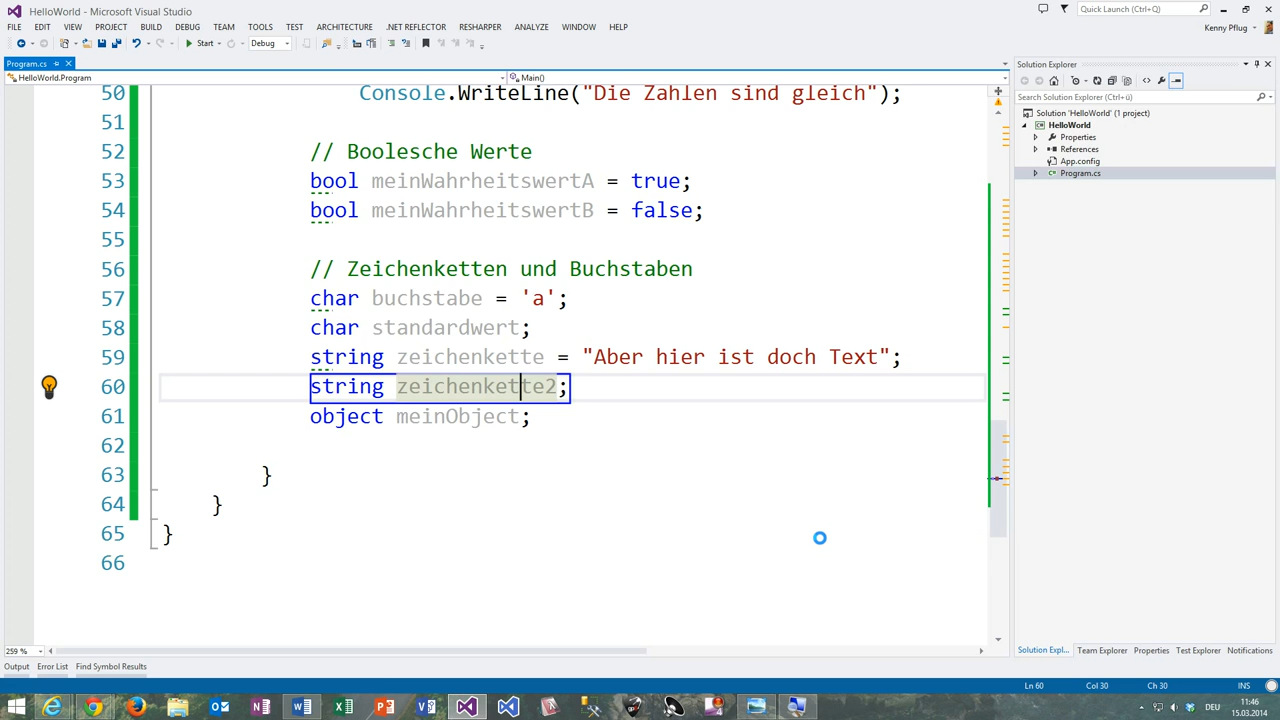 HelloWorld - Microsoft Visual Studio
Quick Launch (Ctrl+Q)
FILE EDIT VIEW PROJECT BUILD DEBUG TEAM TOOLS TEST ARCHITECTURE .NET REFLECTOR RESHARPER ANALYZE WINDOW HELP
Kenny Pflug
Start Debug
Program.cs
Solution Explorer
HelloWorld.Program
Main()
50 Console.WriteLine("Die Zahlen sind gleich");
51
52 // Boolesche Werte
53 bool meinWahrheitswertA = true;
54 bool meinWahrheitswertB = false;
55
56 // Zeichenketten und Buchstaben
57 char buchstabe = 'a';
58 char standardwert;
59 string zeichenkette = "Aber hier ist doch Text";
60 string zeichenkette2;
61 object meinObject;
62
63 }
64 }
65 }
66
Search Solution Explorer (Ctrl+ü)
Solution 'HelloWorld' (1 project)
HelloWorld
Properties
References
App.config
Program.cs
259 %
Solution Expl... Team Explorer Properties Test Explorer Notifications
Output Error List Find Symbol Results
Ln 60 Col 30 Ch 30 INS
DEU
11:46
15.03.2014